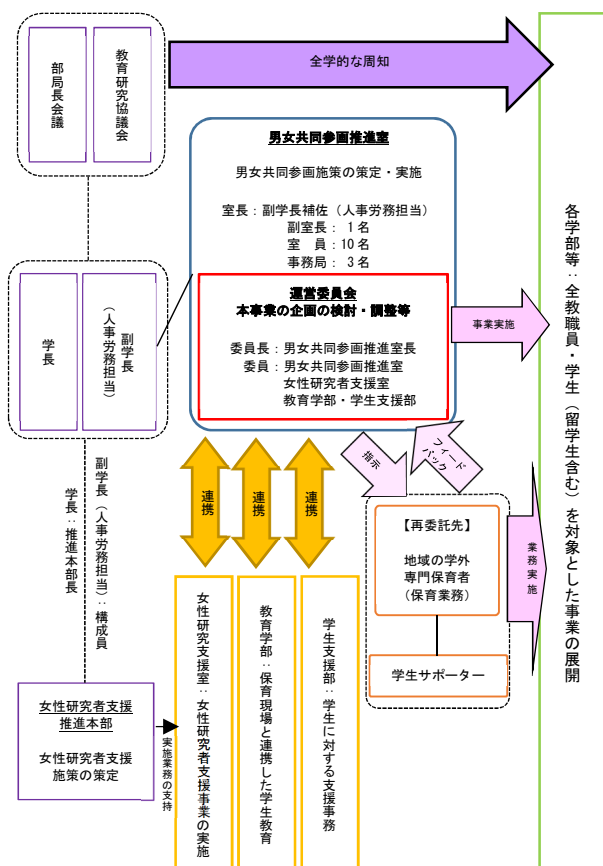 全学的な周知
部局長会議
教育研究協議会
男女共同参画推進室
男女共同参画施策の策定・実施
室長：副学長補佐（人事労務担当）
副室長： 1名
室　員：10名
事務局： 3名
運営委員会
本事業の企画の検討・調整等
委員長：男女共同参画推進室長
委員：男女共同参画推進室
女性研究者支援室
教育学部・学生支援部
学長
副学長
（人事労務担当）
事業実施
各学部等：全教職員・学生（留学生含む）を対象とした事業の展開
連携
連携
連携
指示
フィード
バック
学長：推進本部長
副学長（人事労務担当）：構成員
【再委託先】
地域の学外
専門保育者
（保育業務）
業務実施
学生サポーター
女性研究者支援
推進本部
女性研究者支援
施策の策定
実施業務の支持
女性研究支援室：女性研究者支援事業の実施
教育学部：保育現場と連携した学生教育
学生支援部：学生に対する支援事務